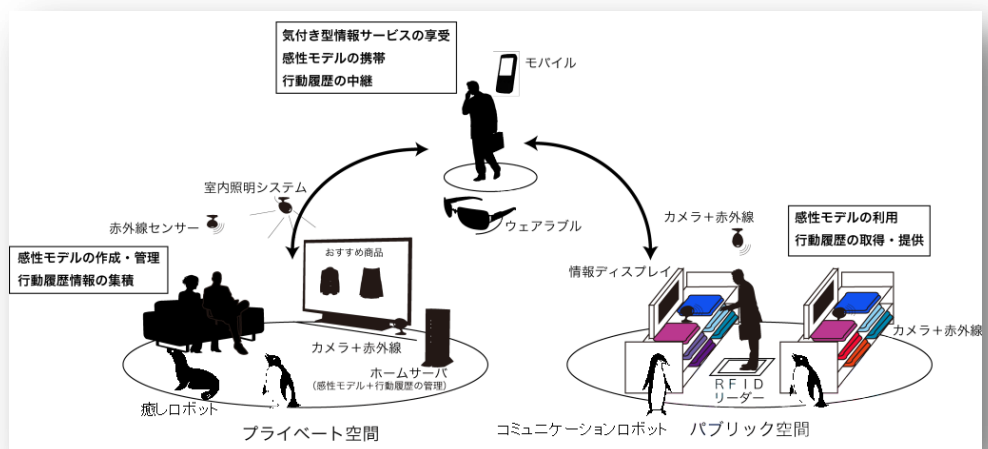 気付き型情報サービスの享受
感性モデルの携帯
行動履歴の中継
モバイル
室内照明システム
赤外線センサー
ウェアラブル
カメラ+赤外線
感性モデルの利用
行動履歴の取得・提供
感性モデルの作成・管理
行動履歴情報の集積
おすすめ商品
情報ディスプレイ
カメラ+赤外線
カメラ+赤外線
ホームサーバ
(感性モデル+行動履歴の管理)
RFID
リーダー
癒しロボット
プライベート空間
コミュニケーションロボット
パブリック空間